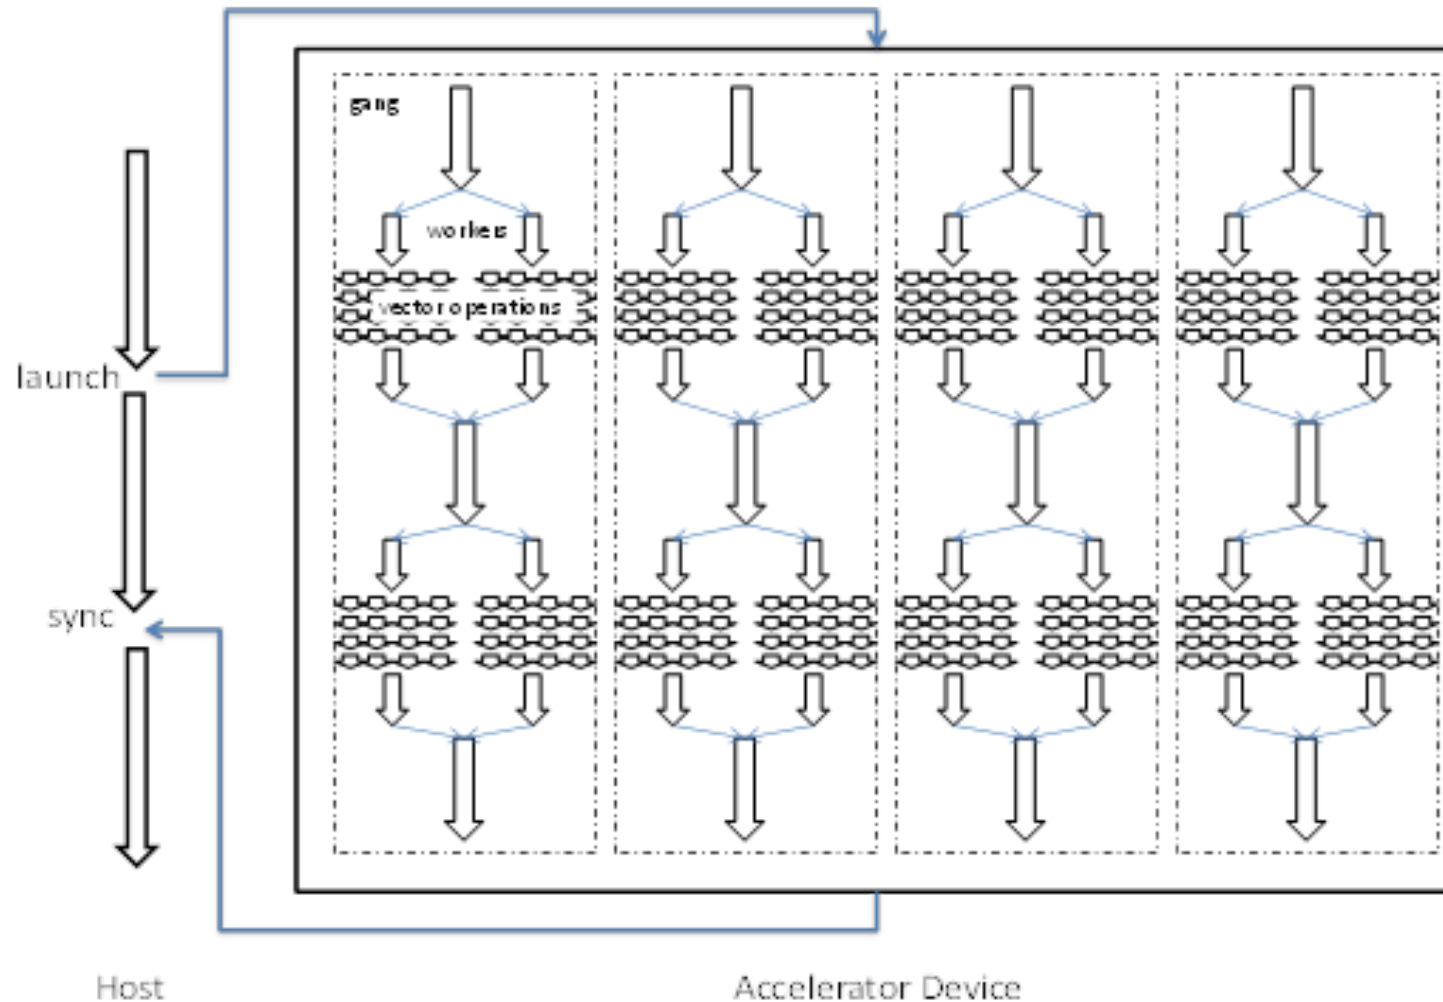 gang
workers
vector operations
launch
sync
Host
Accelerator Device